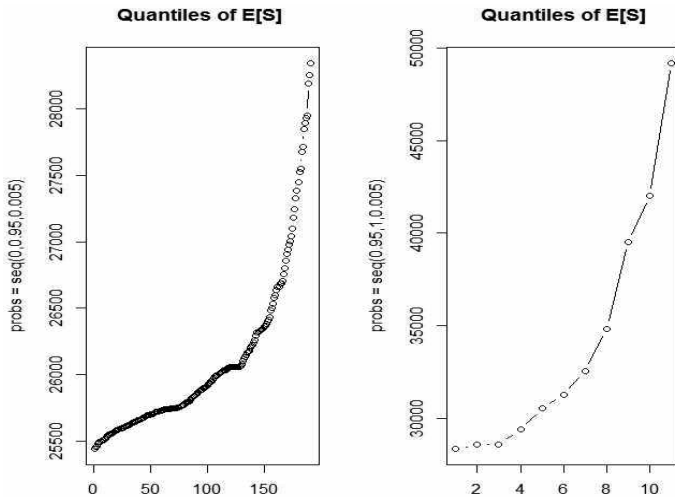 Quantiles of E[S]
probs = seq(0,0.95,0.005)
28000
27500
27000
26500
26000
25500
0 50 100 150
Quantiles of E[S]
probs = seq(0.95,1,0.005)
50000
45000
40000
35000
30000
2 4 6 8 10